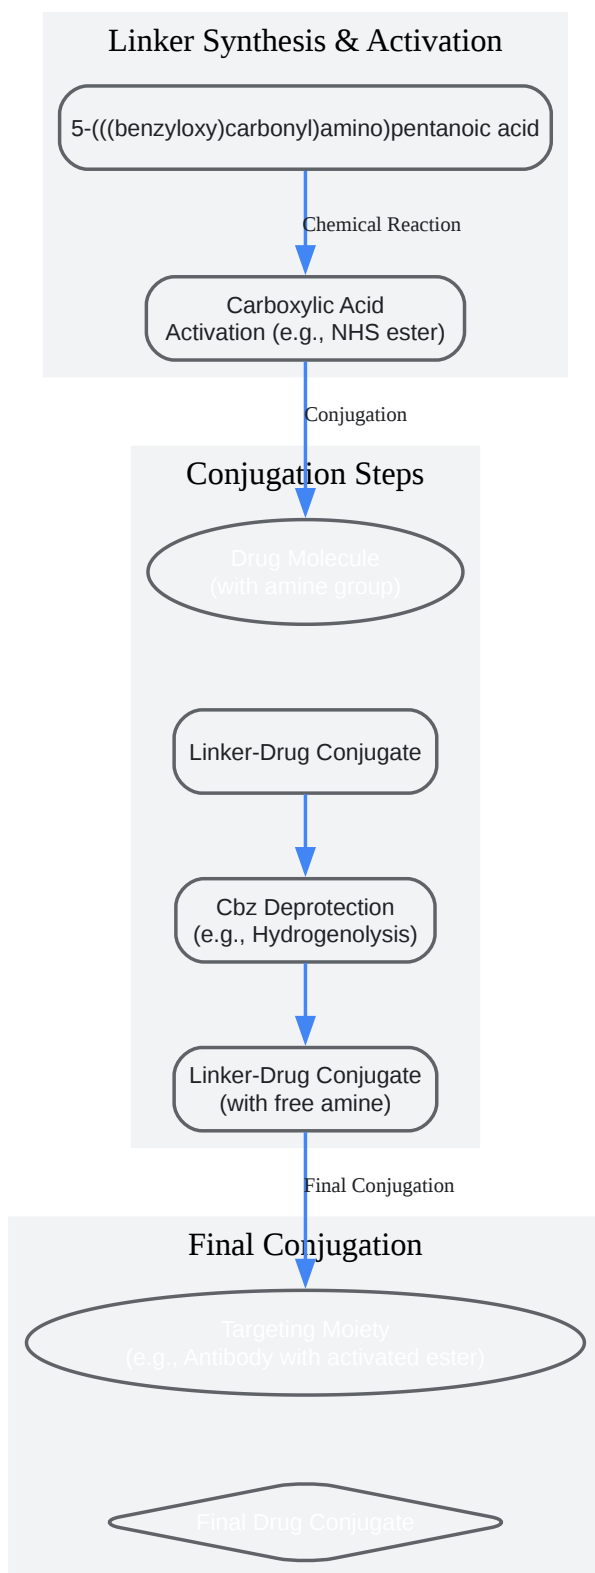 Linker Synthesis & Activation
5-(((benzyloxy)carbonyl)amino)pentanoic acid
Chemical Reaction
Carboxylic Acid
Activation (e.g., NHS ester)
Conjugation
Conjugation Steps
Drug Molecule
(with amine group)
Linker-Drug Conjugate
Cbz Deprotection
(e.g., Hydrogenolysis)
Linker-Drug Conjugate
(with free amine)
Final Conjugation
Final Conjugation
Targeting Moiety
(e.g., Antibody with activated ester)
Final Drug Conjugate